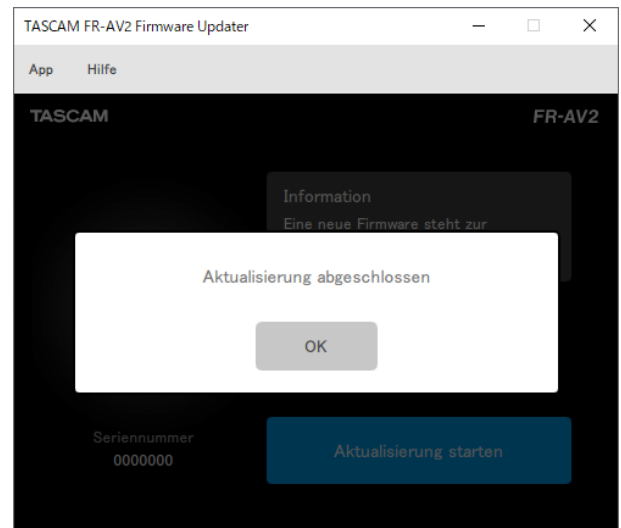 TASCAM FR-AV2 Firmware Updater
App Hilfe
TASCAM FR-AV2
Information
Eine neue Firmware steht zur
Aktualisierung abgeschlossen
OK
Seriennummer
0000000
Aktualisierung starten